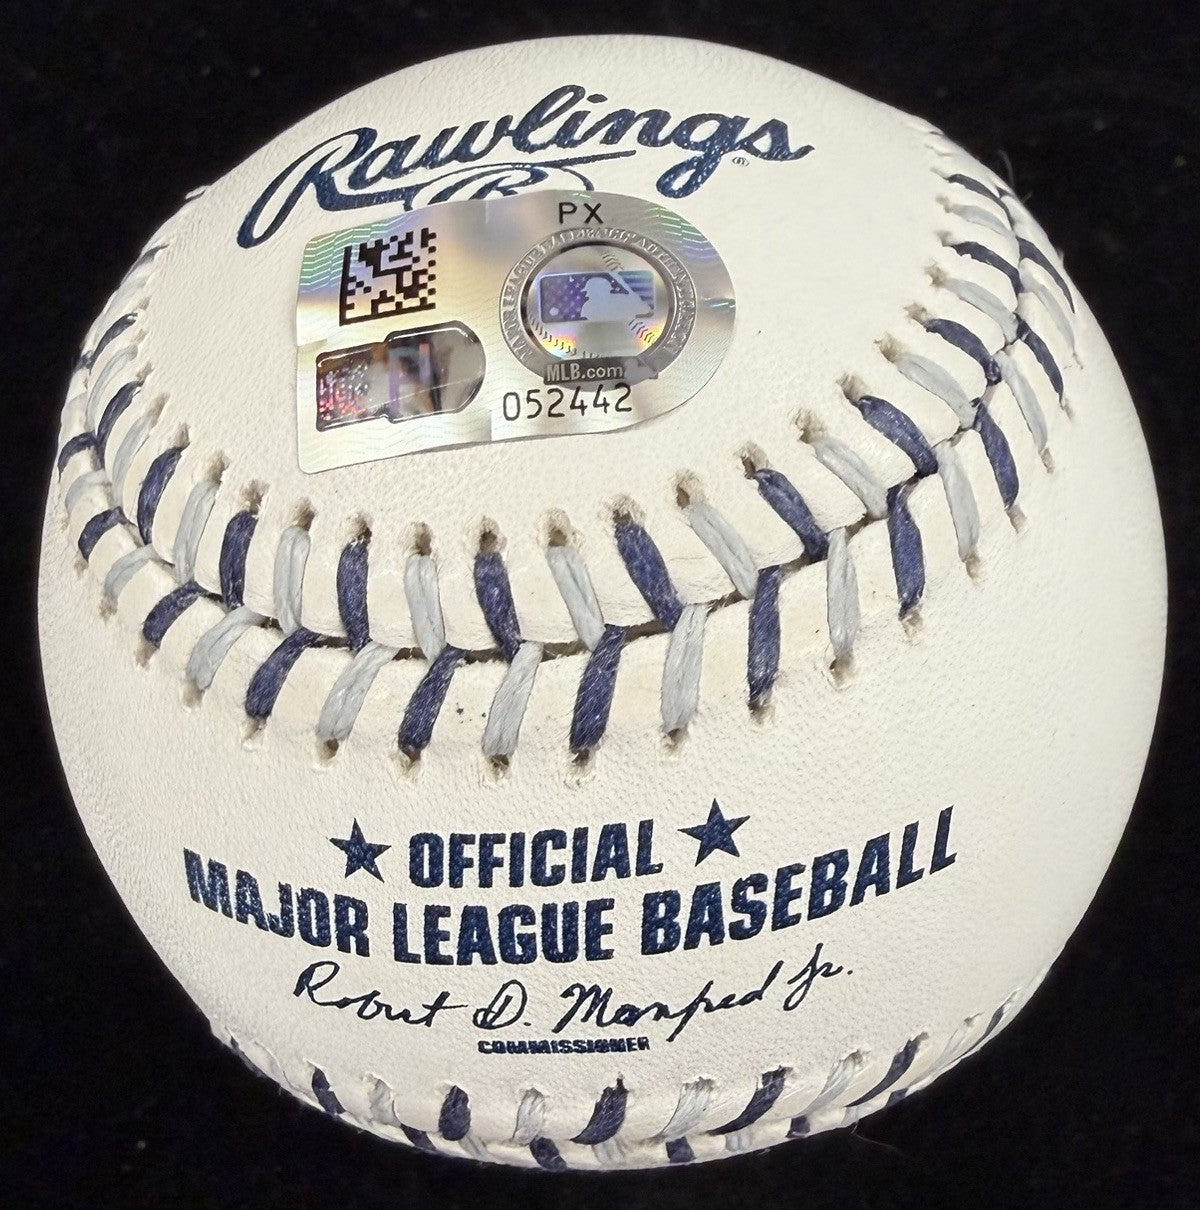 Rawlings®
R
PX
MLB.com
052442
OFFICIAL
MAJOR LEAGUE BASEBALL
Robert D. Manfred Jr.
COMMISSIONER